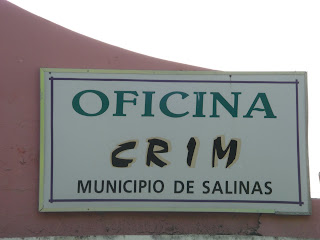 OFICINA
CRIM
MUNICIPIO DE SALINAS